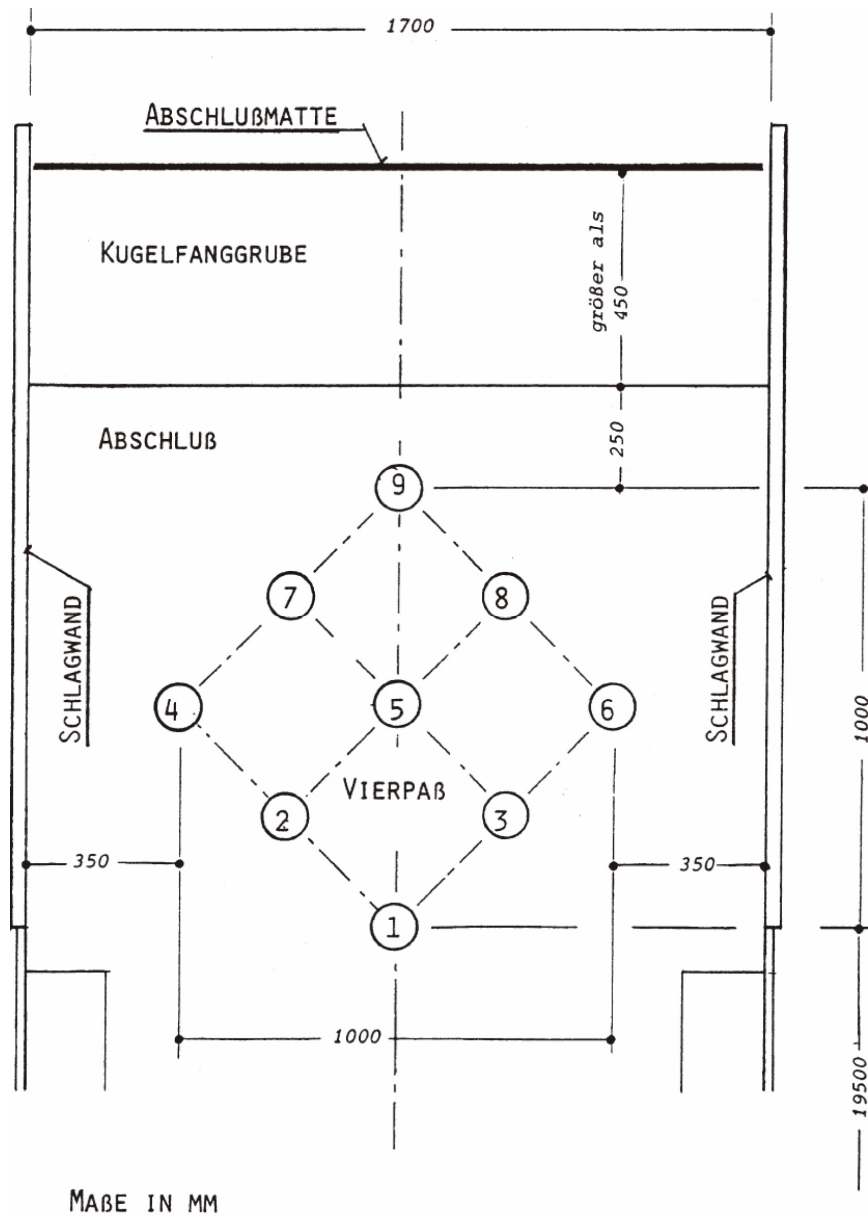 1700
ABSCHLUßMATTE
KUGELFANGGRUBE
größer als
450
ABSCHLUß
250
9
7
8
SCHLAGWAND
SCHLAGWAND
4
5
6
1000
VIERPAß
2
3
350
350
1
1000
19500
MAßE IN MM